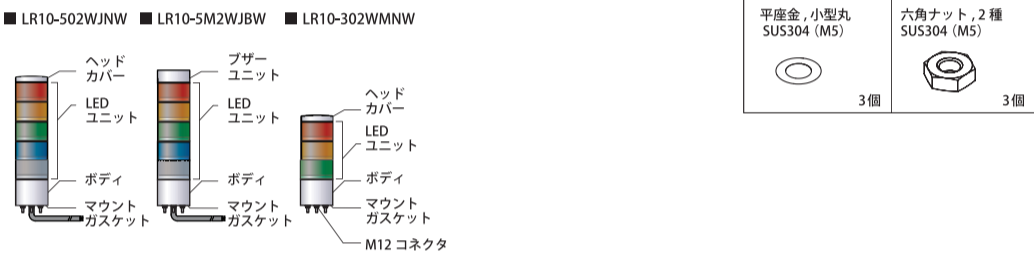 ■ LR10-502WJNW
ヘッド
カバー
LED
ユニット
ボディ
マウント
ガスケット
■ LR10-5M2WJBW
ブザー
ユニット
LED
ユニット
ボディ
マウント
ガスケット
■ LR10-302WMNW
ヘッド
カバー
LED
ユニット
ボディ
マウント
ガスケット
M12 コネクタ
平座金 , 小型丸
SUS304 (M5)
3個
六角ナット , 2 種
SUS304 (M5)
3個